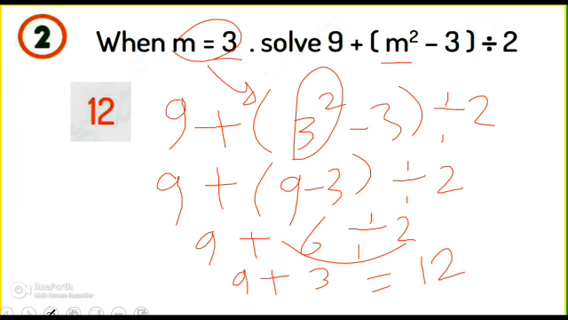 2 When m = 3 . solve 9 + ( m² – 3 ) ÷ 2
12
9 + ( 3² – 3 ) ÷ 2
9 + ( 9 – 3 ) ÷ 2
9 + 6 ÷ 2
9 + 3 = 12